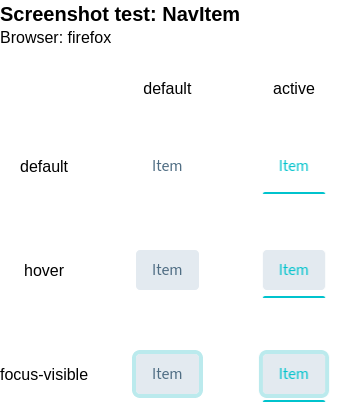 Screenshot test: NavItem
Browser: firefox
default active
default Item Item
hover Item Item
focus-visible Item Item